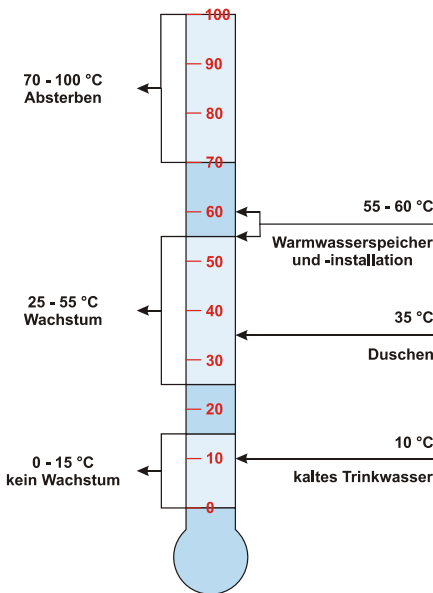 100
90
80
70
60
50
40
30
20
10
0
70 - 100 °C
Absterben
25 - 55 °C
Wachstum
0 - 15 °C
kein Wachstum
55 - 60 °C
Warmwasserspeicher
und -installation
35 °C
Duschen
10 °C
kaltes Trinkwasser